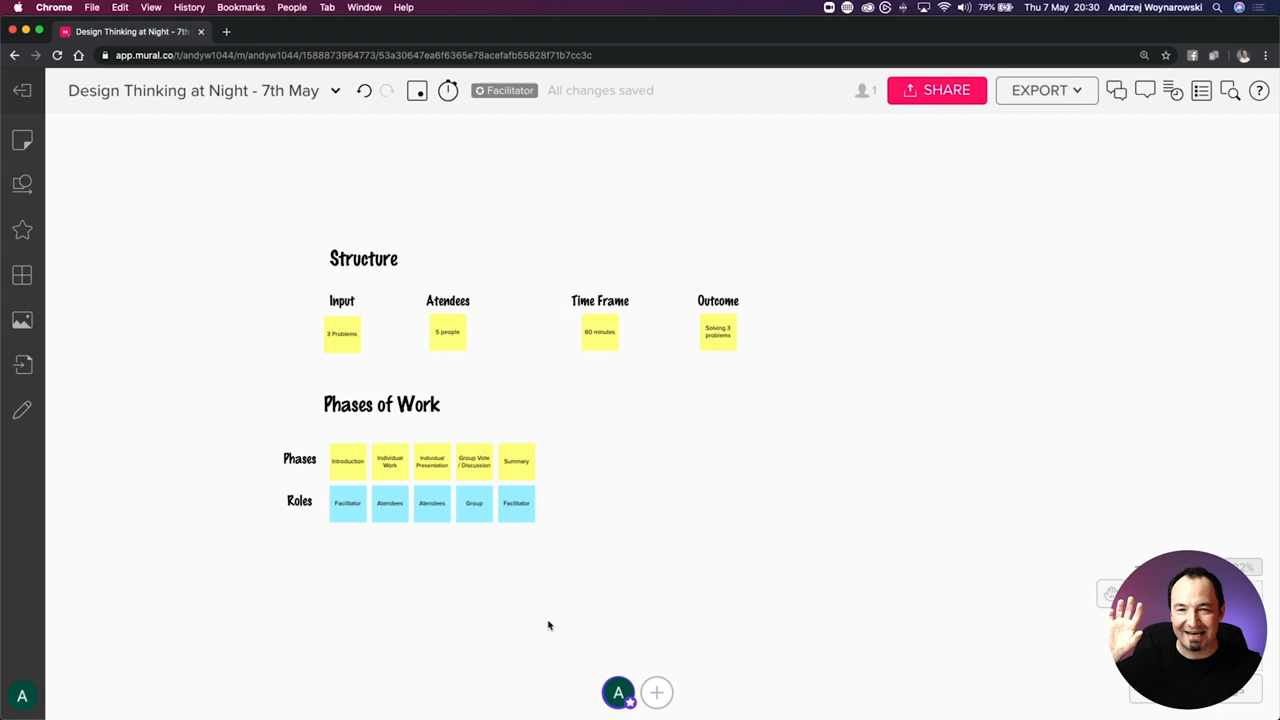 Chrome File Edit View History Bookmarks People Tab Window Help 79% Thu 7 May 20:30 Andrzej Woynarowski
Design Thinking at Night - 7th
app.mural.co/t/andyw1044/m/andyw1044/1588873964773/53a30647ea6f6365e78acefafb55828f71b7cc3c
Design Thinking at Night - 7th May Facilitator All changes saved 1 SHARE EXPORT ?
Structure
Input Atendees Time Frame Outcome
3 Problems 5 people 60 minutes Solving 3 problems
Phases of Work
Phases Introduction Individual Work Individual Presentation Group Vote / Discussion Summary
Roles Facilitator Atendees Atendees Group Facilitator
A A